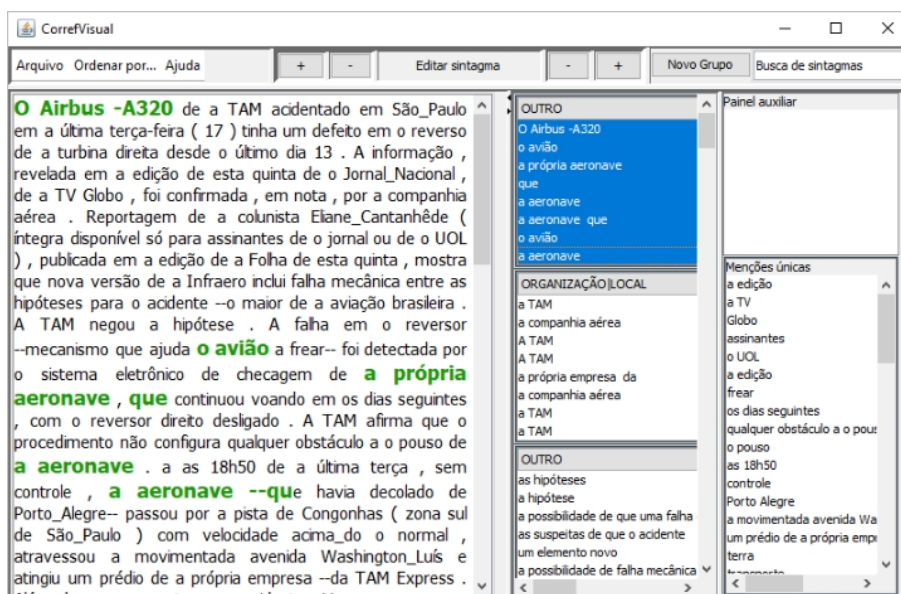 CorrefVisual
Arquivo Ordenar por... Ajuda + - Editar sintagma - + Novo Grupo Busca de sintagmas
O Airbus -A320 de a TAM acidentado em São_Paulo
em a última terça-feira ( 17 ) tinha um defeito em o reverso
de a turbina direita desde o último dia 13 . A informação ,
revelada em a edição de esta quinta de o Jornal_Nacional ,
de a TV Globo , foi confirmada , em nota , por a companhia
aérea . Reportagem de a colunista Eliane_Cantanhêde (
íntegra disponível só para assinantes de o jornal ou de o UOL
) , publicada em a edição de a Folha de esta quinta , mostra
que nova versão de a Infraero inclui falha mecânica entre as
hipóteses para o acidente --o maior de a aviação brasileira .
A TAM negou a hipótese . A falha em o reversor
--mecanismo que ajuda o avião a frear-- foi detectada por
o sistema eletrônico de checagem de a própria
aeronave , que continuou voando em os dias seguintes
, com o reversor direito desligado . A TAM afirma que o
procedimento não configura qualquer obstáculo a o pouso de
a aeronave . a as 18h50 de a última terça , sem
controle , a aeronave --que havia decolado de
Porto_Alegre-- passou por a pista de Congonhas ( zona sul
de São_Paulo ) com velocidade acima_do o normal ,
atravessou a movimentada avenida Washington_Luís e
atingiu um prédio de a própria empresa --da TAM Express .
OUTRO
O Airbus -A320
o avião
a própria aeronave
que
a aeronave
a aeronave que
o avião
a aeronave
ORGANIZAÇÃO|LOCAL
a TAM
a companhia aérea
A TAM
A TAM
a própria empresa da
a companhia aérea
a TAM
a TAM
OUTRO
as hipóteses
a hipótese
a possibilidade de que uma falha
as suspeitas de que o acidente
um elemento novo
a possibilidade de falha mecânica
Painel auxiliar
Menções únicas
a edição
a TV
Globo
assinantes
o UOL
a edição
frear
os dias seguintes
qualquer obstáculo a o pous
o pouso
as 18h50
controle
Porto Alegre
a movimentada avenida Wa
um prédio de a própria empr
terra